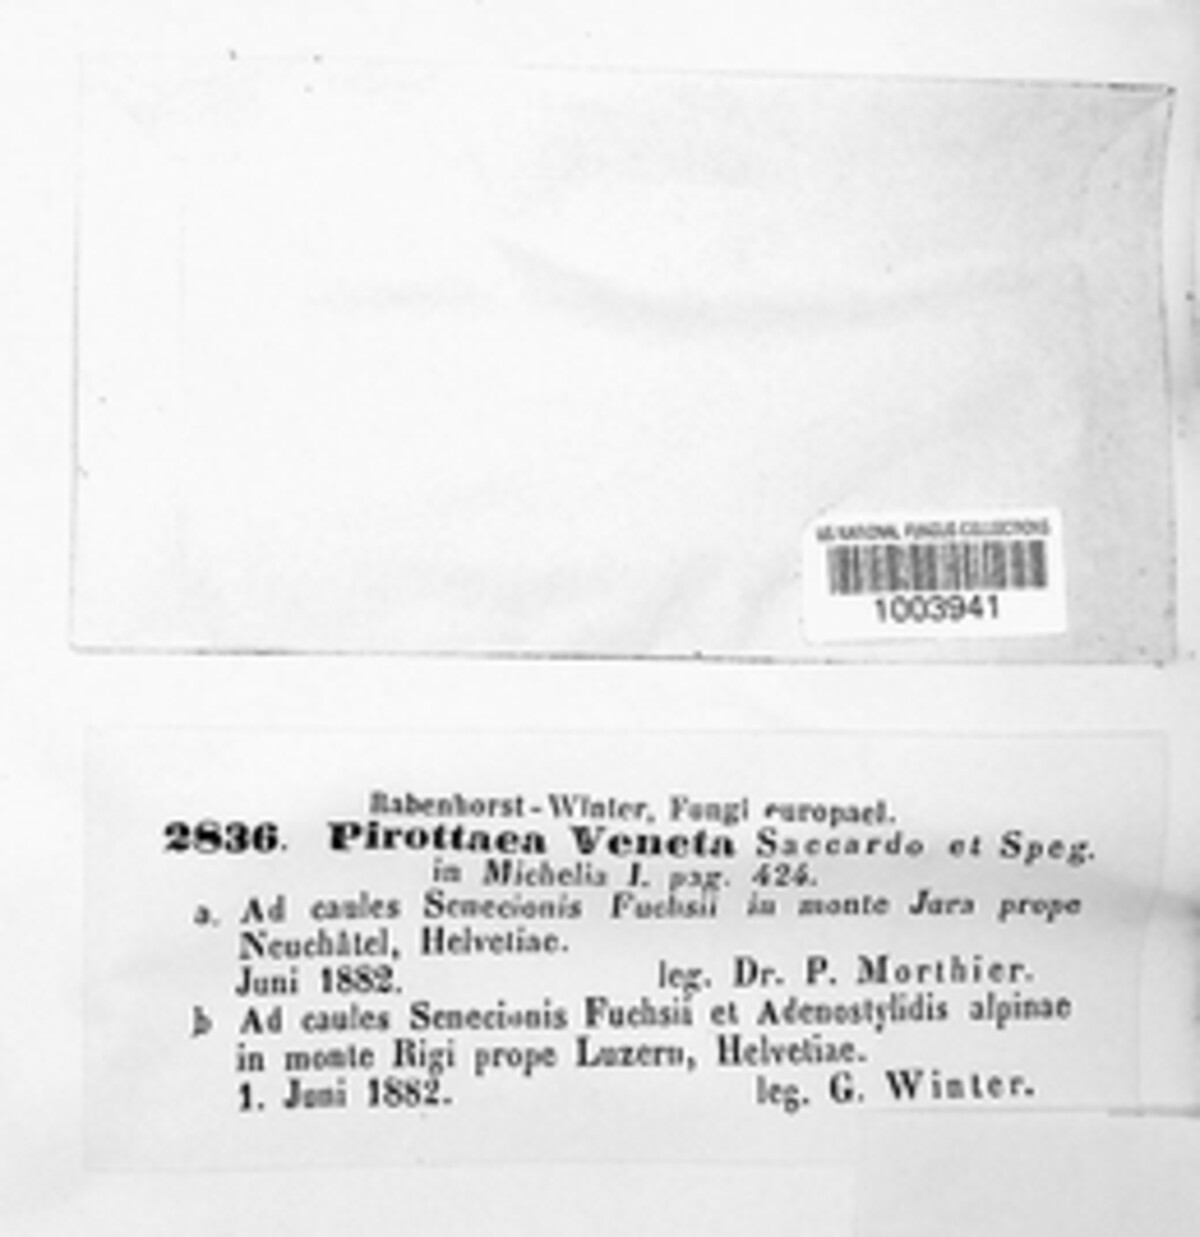 US NATIONAL FUNGUS COLLECTIONS
1003941
Rabenhorst-Winter, Fungi europaei.
2836. Pirottaea Veneta Saccardo et Speg.
in Michelia I. pag. 424.
a. Ad caules Senecionis Fuchsii in monte Jura prope
Neuchâtel, Helvetiae.
Juni 1882. leg. Dr. P. Morthier.
b Ad caules Senecionis Fuchsii et Adenostylidis alpinae
in monte Rigi prope Luzern, Helvetiae.
1. Juni 1882. leg. G. Winter.